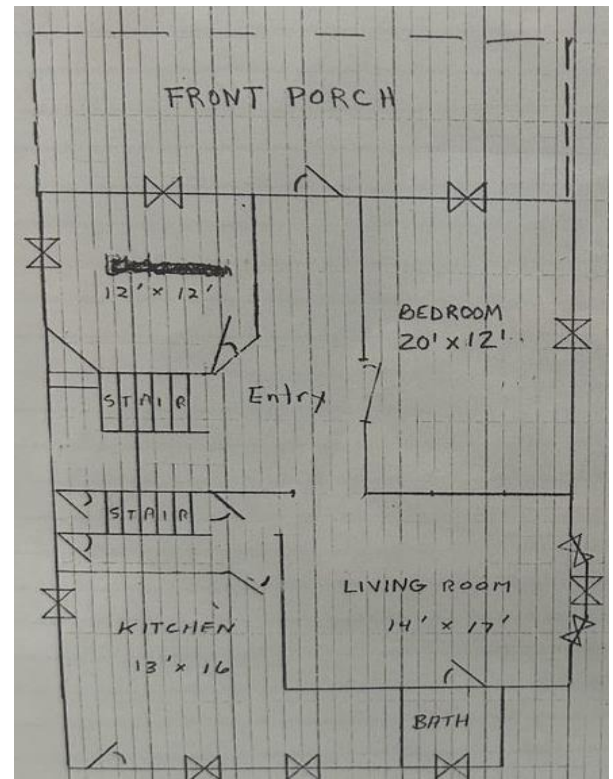 FRONT PORCH
12' x 12'
BEDROOM
20' x 12'
STAIR
Entry
STAIR
LIVING ROOM
14' x 17'
KITCHEN
13' x 16
BATH